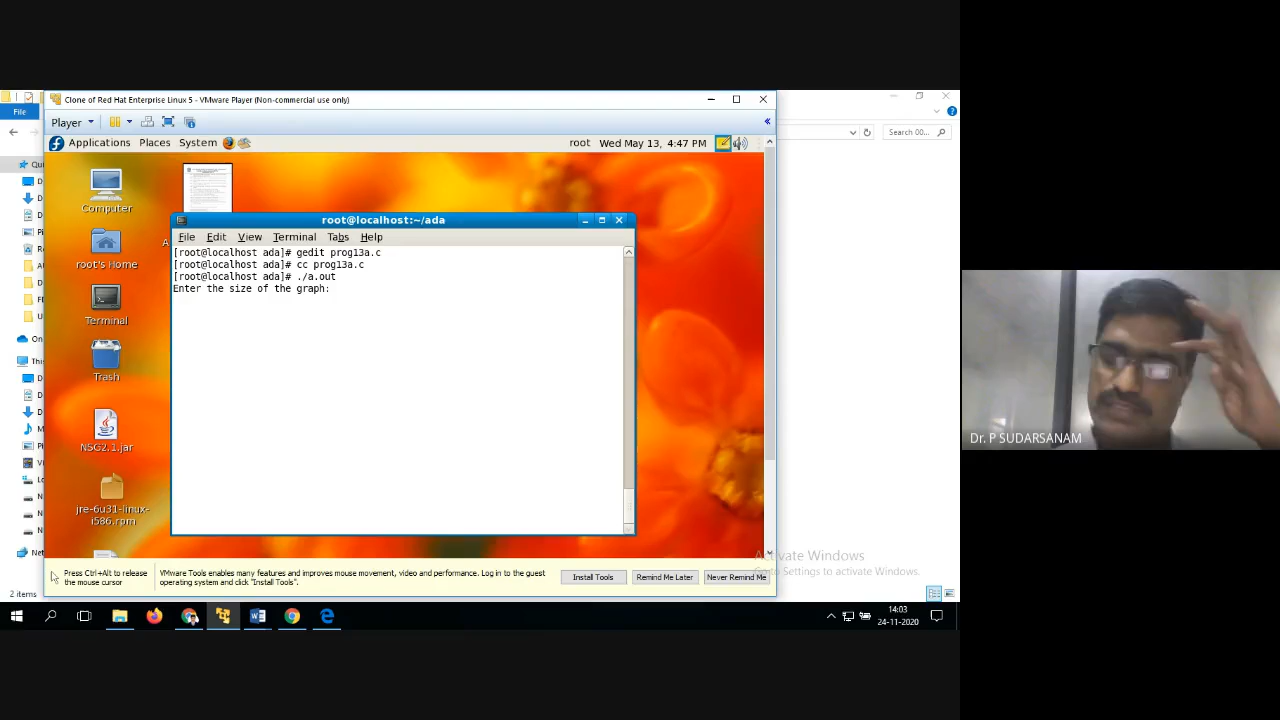 Clone of Red Hat Enterprise Linux 5 - VMware Player (Non-commercial use only)
File
Player
Search 00...
Applications Places System
root Wed May 13, 4:47 PM
Computer
root's Home
Terminal
Trash
NSG2.1.jar
jre-6u31-linux-
i586.rpm
root@localhost:~/ada
File Edit View Terminal Tabs Help
[root@localhost ada]# gedit prog13a.c
[root@localhost ada]# cc prog13a.c
[root@localhost ada]# ./a.out
Enter the size of the graph:
Dr. P SUDARSANAM
Activate Windows
Go to Settings to activate Windows.
Press Ctrl+Alt to release
the mouse cursor
VMware Tools enables many features and improves mouse movement, video and performance. Log in to the guest
operating system and click "Install Tools".
Install Tools
Remind Me Later
Never Remind Me
2 items
14:03
24-11-2020